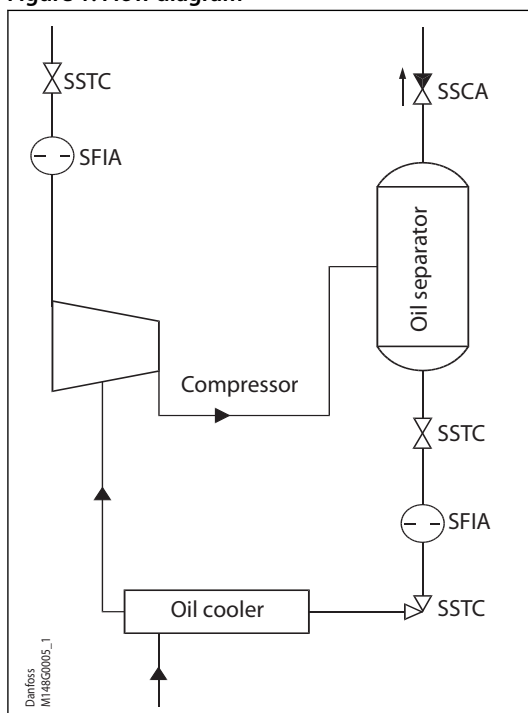 Figure 1: Flow diagram
SSTC
SSCA
SFIA
Oil separator
Compressor
SSTC
SFIA
Oil cooler
SSTC
Danfoss
M148G0005_1